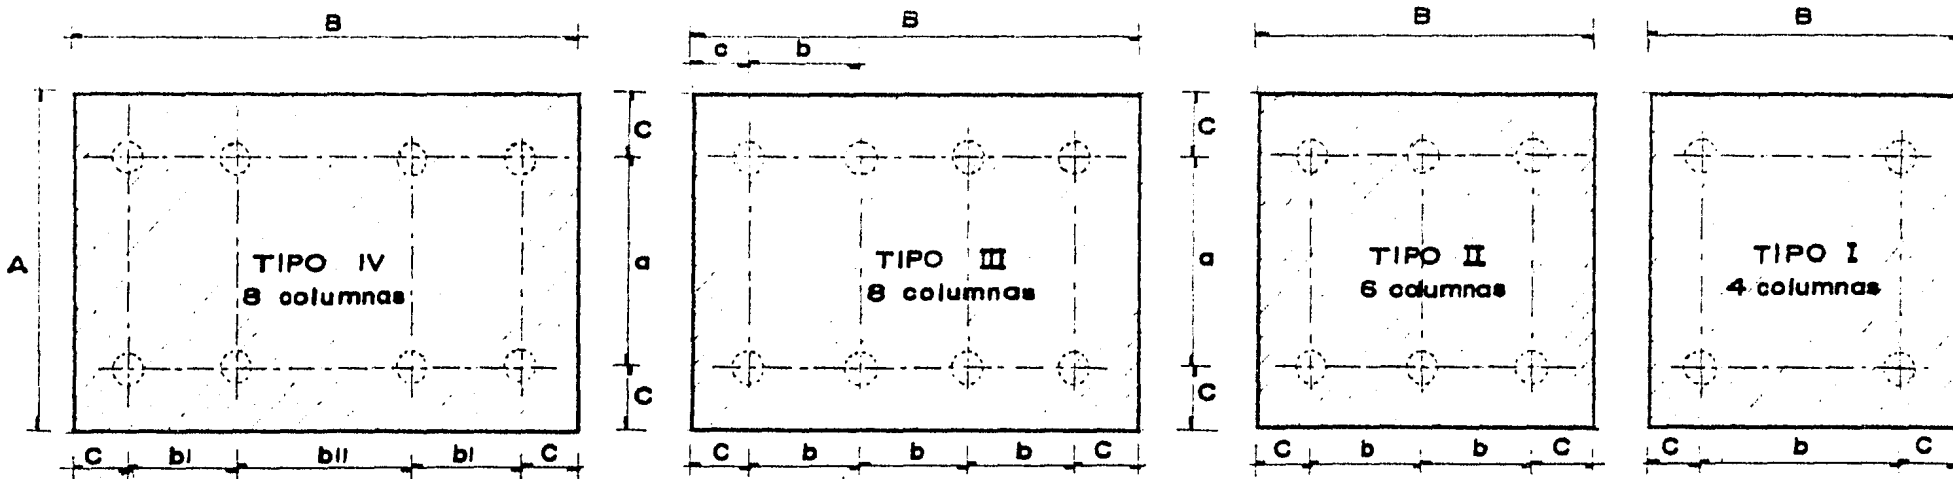 B B B B
c b
A
C a C
C a C
TIPO IV
8 columnas
TIPO III
8 columnas
TIPO II
6 columnas
TIPO I
4 columnas
C bI bII bI C
C b b b C
C b b C
C b C